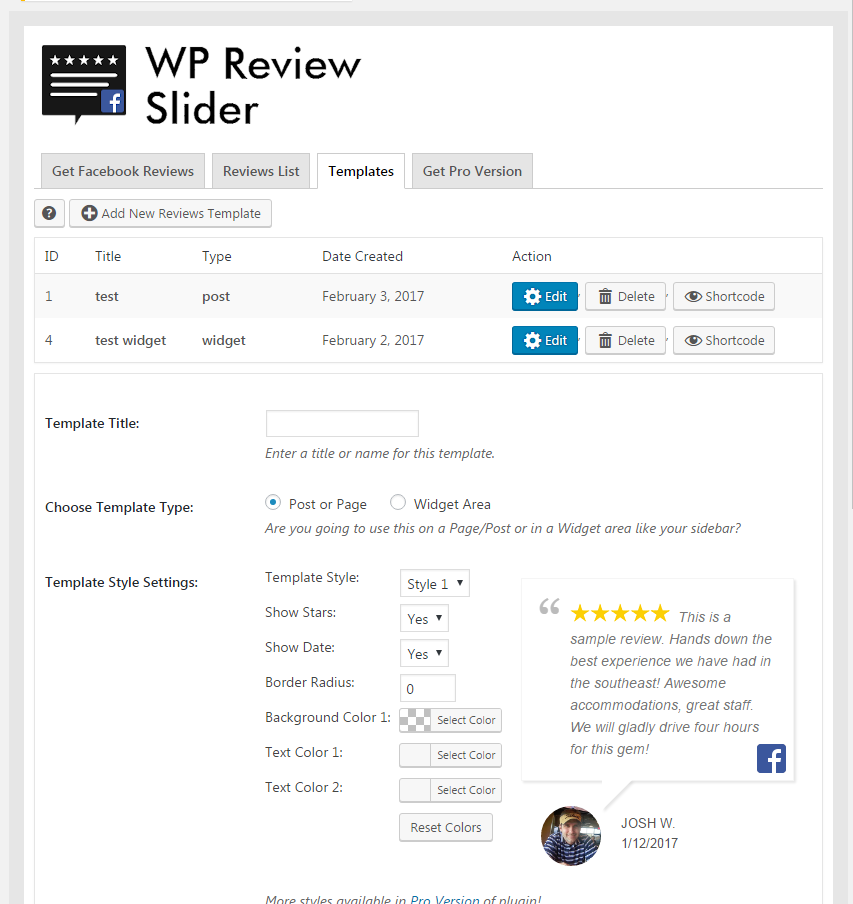 WP Review
Slider
Get Facebook Reviews Reviews List Templates Get Pro Version
? Add New Reviews Template
ID Title Type Date Created Action
1 test post February 3, 2017 Edit Delete Shortcode
4 test widget widget February 2, 2017 Edit Delete Shortcode
Template Title:
Enter a title or name for this template.
Choose Template Type: Post or Page Widget Area
Are you going to use this on a Page/Post or in a Widget area like your sidebar?
Template Style Settings:
Template Style: Style 1
Show Stars: Yes
Show Date: Yes
Border Radius: 0
Background Color 1: Select Color
Text Color 1: Select Color
Text Color 2: Select Color
Reset Colors
This is a
sample review. Hands down the
best experience we have had in
the southeast! Awesome
accommodations, great staff.
We will gladly drive four hours
for this gem!
JOSH W.
1/12/2017
More styles available in Pro Version of plugin!